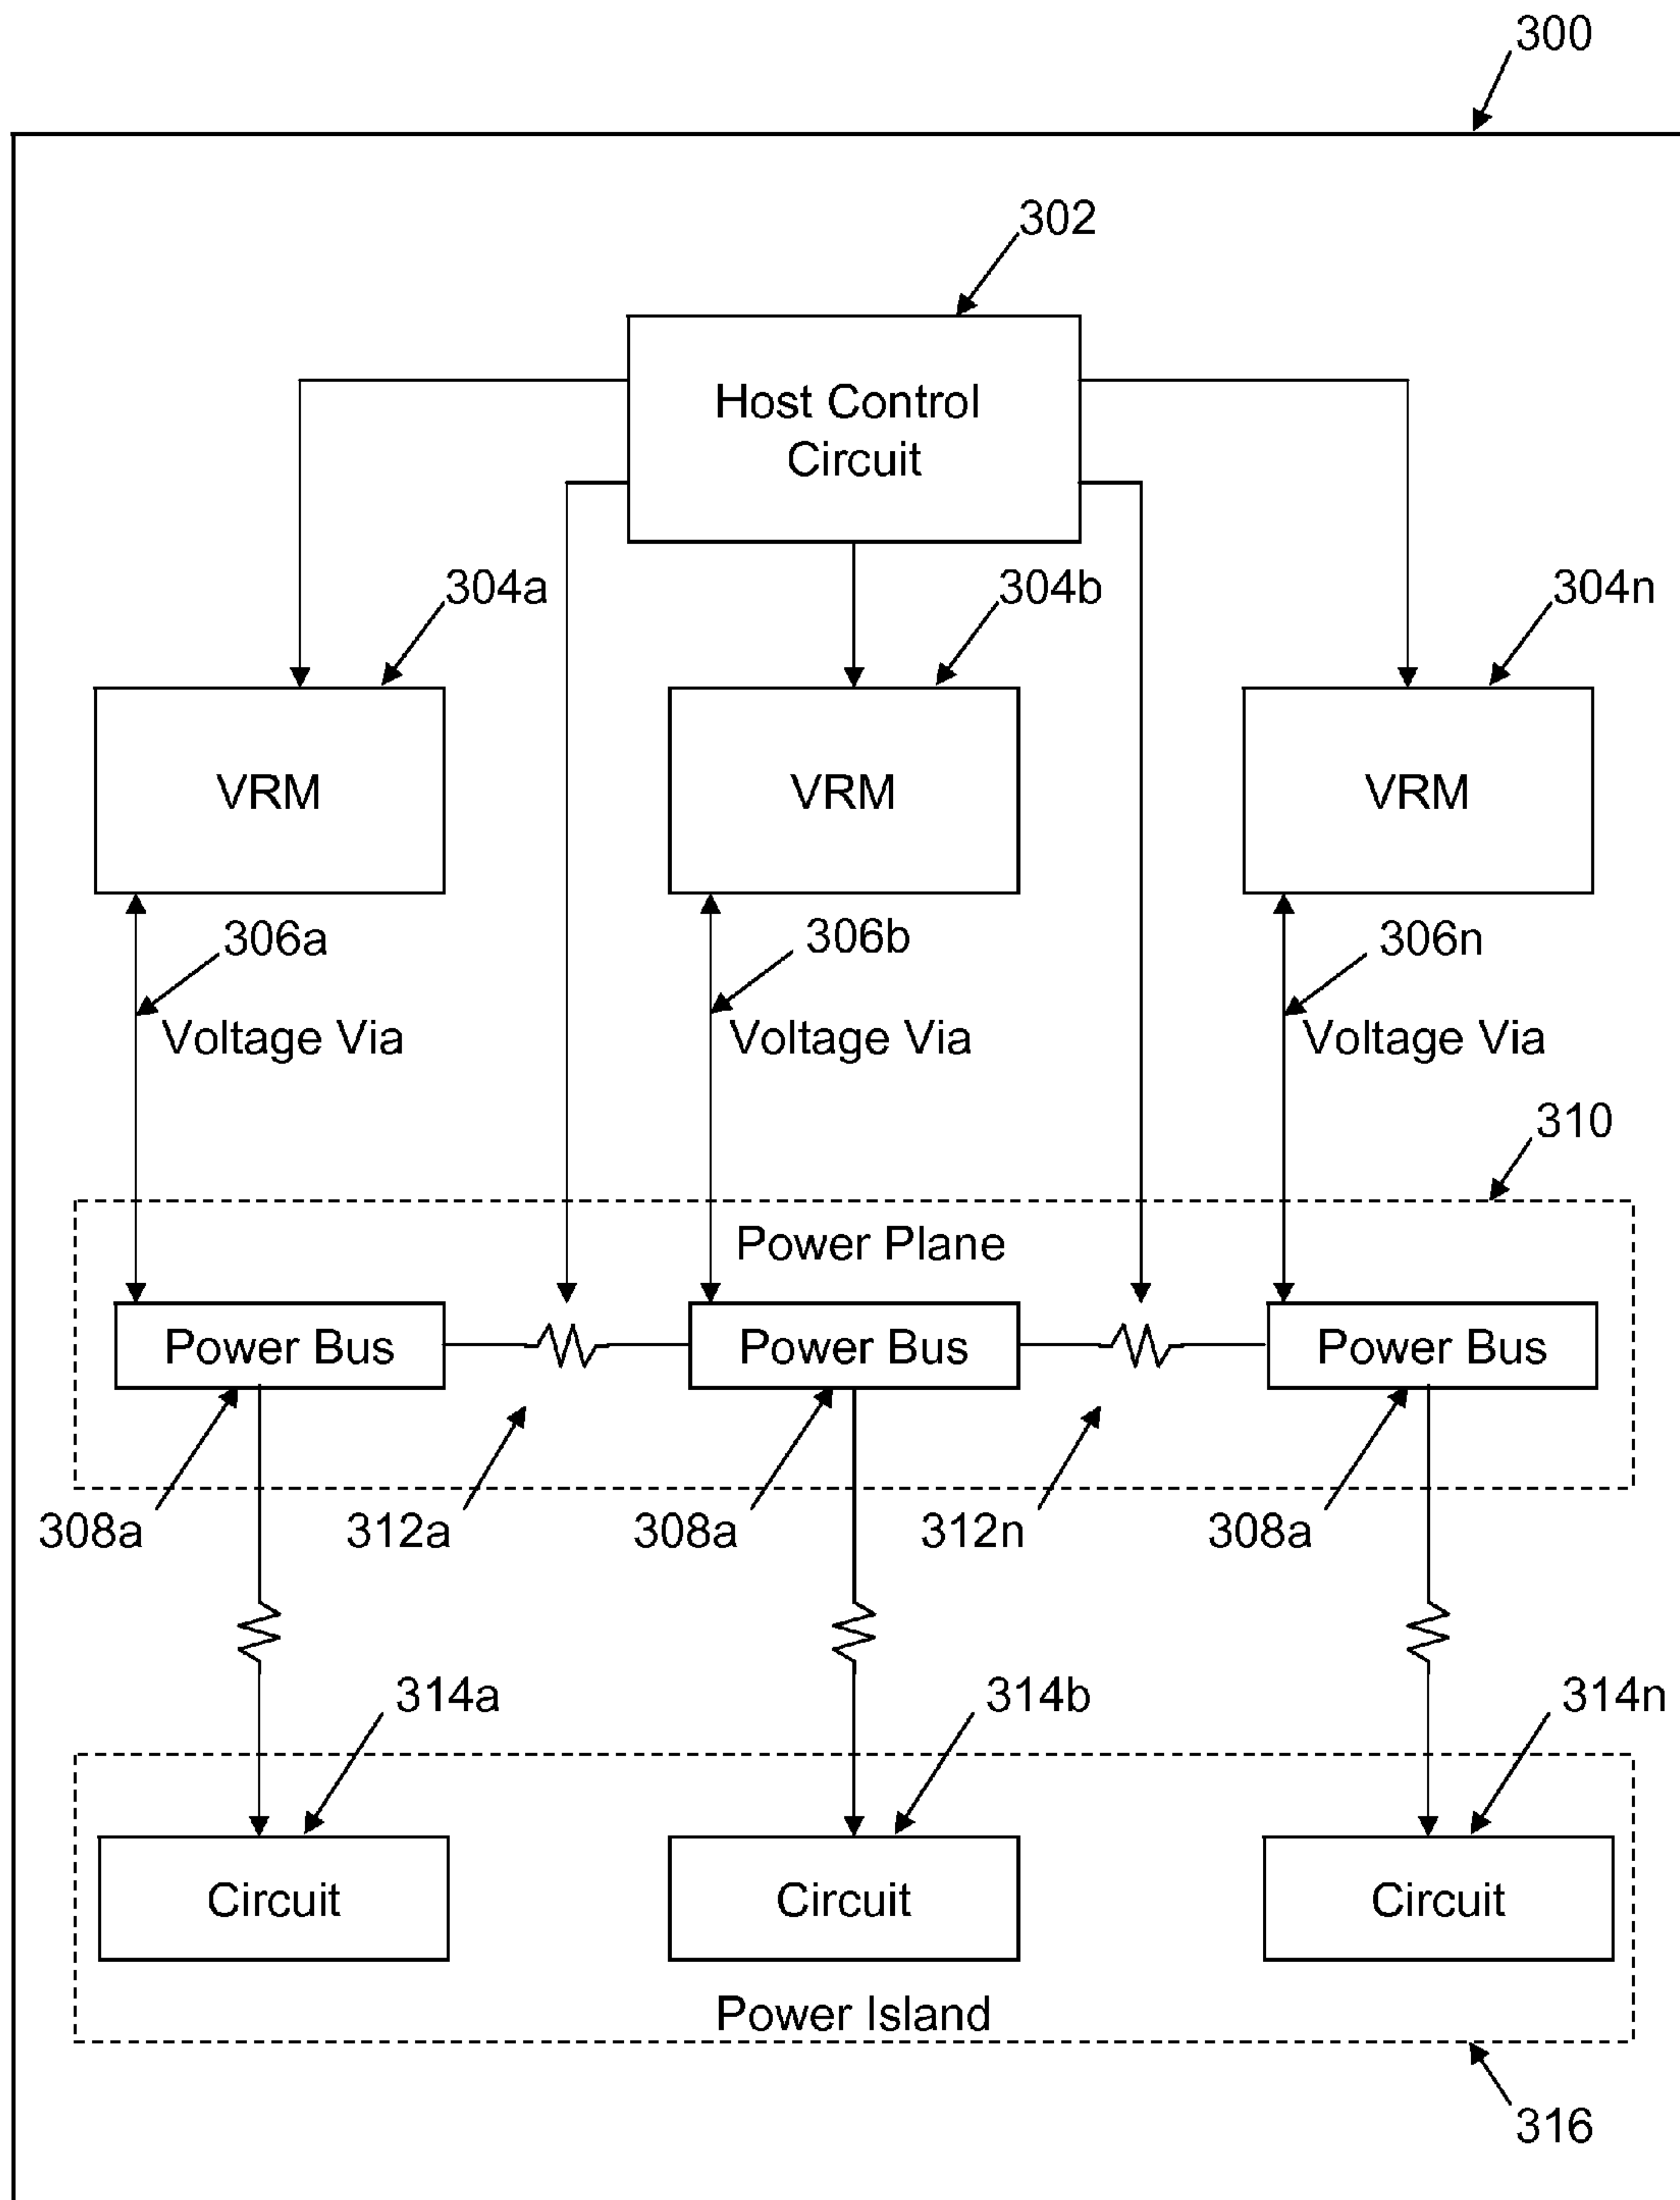 300
302
Host Control
Circuit
304a
304b
304n
VRM
VRM
VRM
306a
306b
306n
Voltage Via
Voltage Via
Voltage Via
310
Power Plane
Power Bus
Power Bus
Power Bus
308a
312a
308a
312n
308a
314a
314b
314n
Circuit
Circuit
Circuit
Power Island
316